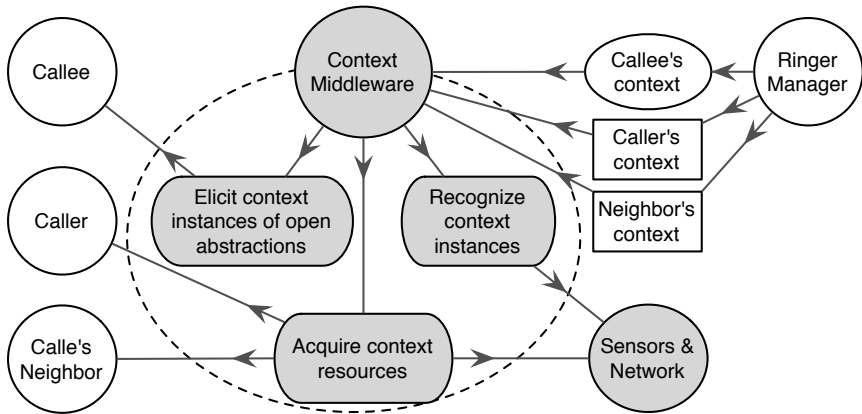 Callee
Context
Middleware
Callee's
context
Ringer
Manager
Caller's
context
Caller
Elicit context
instances of open
abstractions
Recognize
context
instances
Neighbor's
context
Calle's
Neighbor
Acquire context
resources
Sensors &
Network